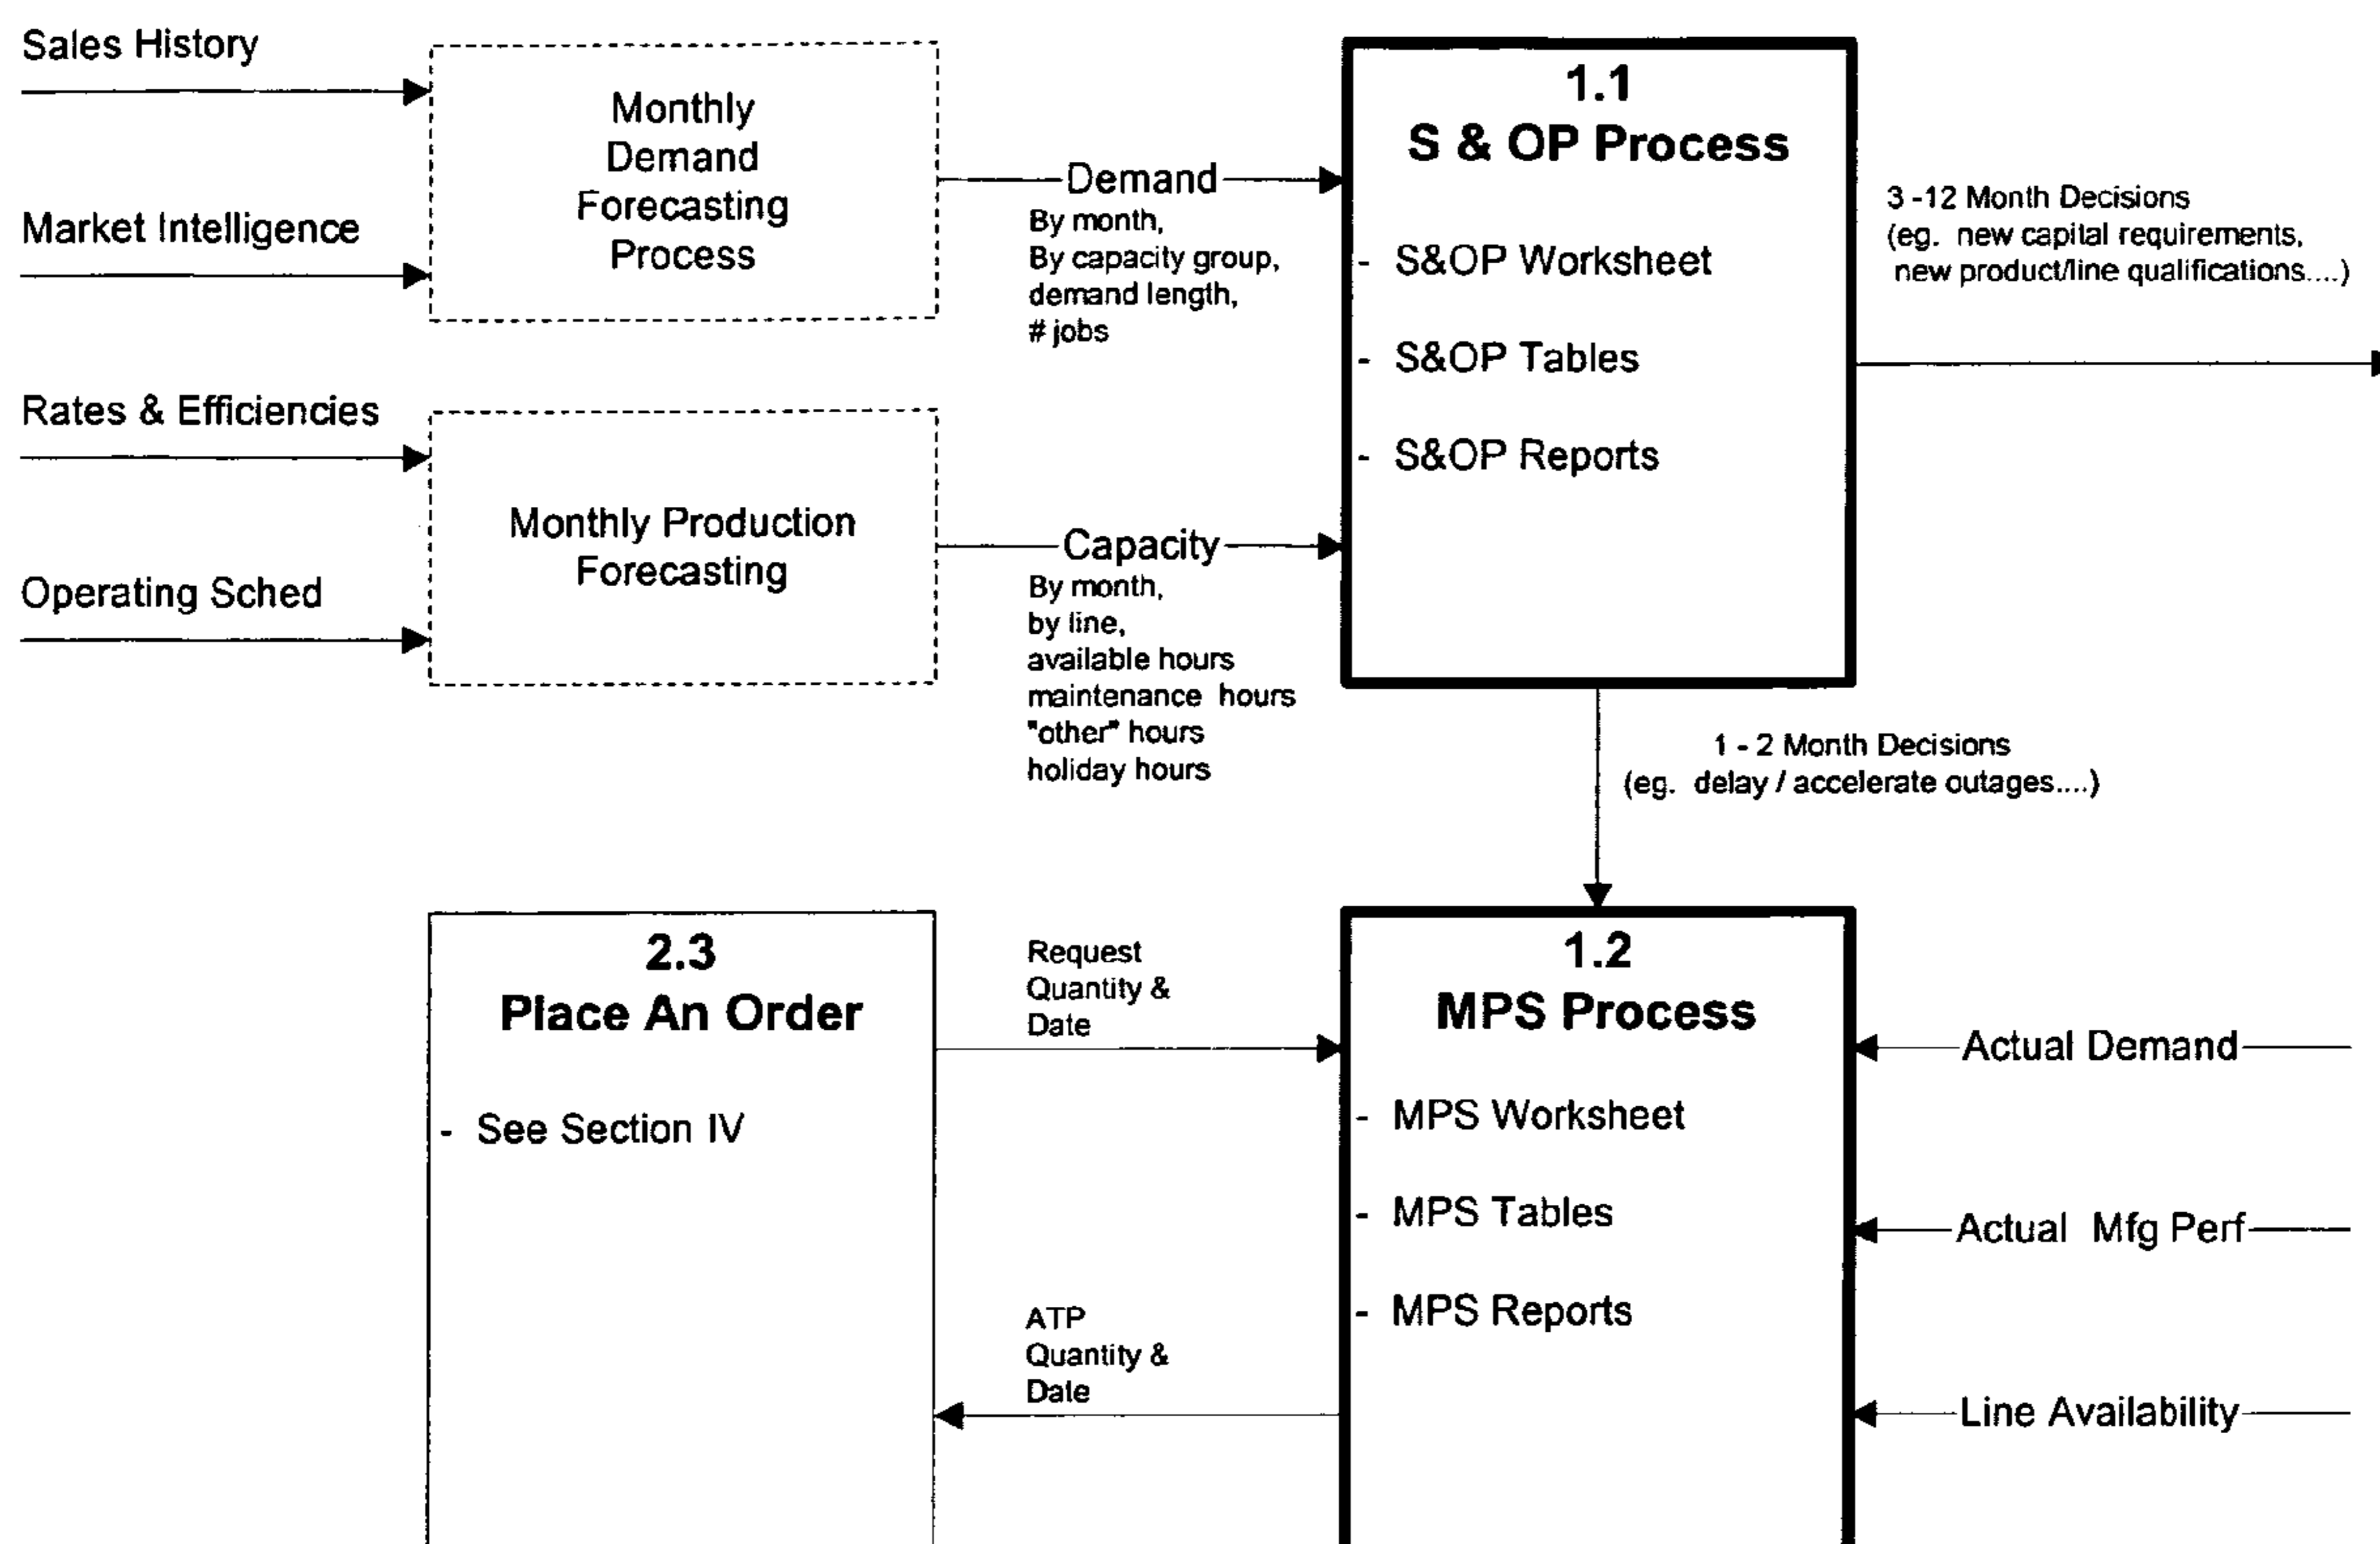 Sales History
Market Intelligence
Monthly
Demand
Forecasting
Process
Demand
By month,
By capacity group,
demand length,
# jobs
1.1
S & OP Process
- S&OP Worksheet
- S&OP Tables
- S&OP Reports
3 -12 Month Decisions
(eg. new capital requirements,
new product/line qualifications....)
Rates & Efficiencies
Operating Sched
Monthly Production
Forecasting
Capacity
By month,
by line,
available hours
maintenance hours
"other" hours
holiday hours
1 - 2 Month Decisions
(eg. delay / accelerate outages....)
2.3
Place An Order
- See Section IV
Request
Quantity &
Date
ATP
Quantity &
Date
1.2
MPS Process
- MPS Worksheet
- MPS Tables
- MPS Reports
Actual Demand
Actual Mfg Perf
Line Availability